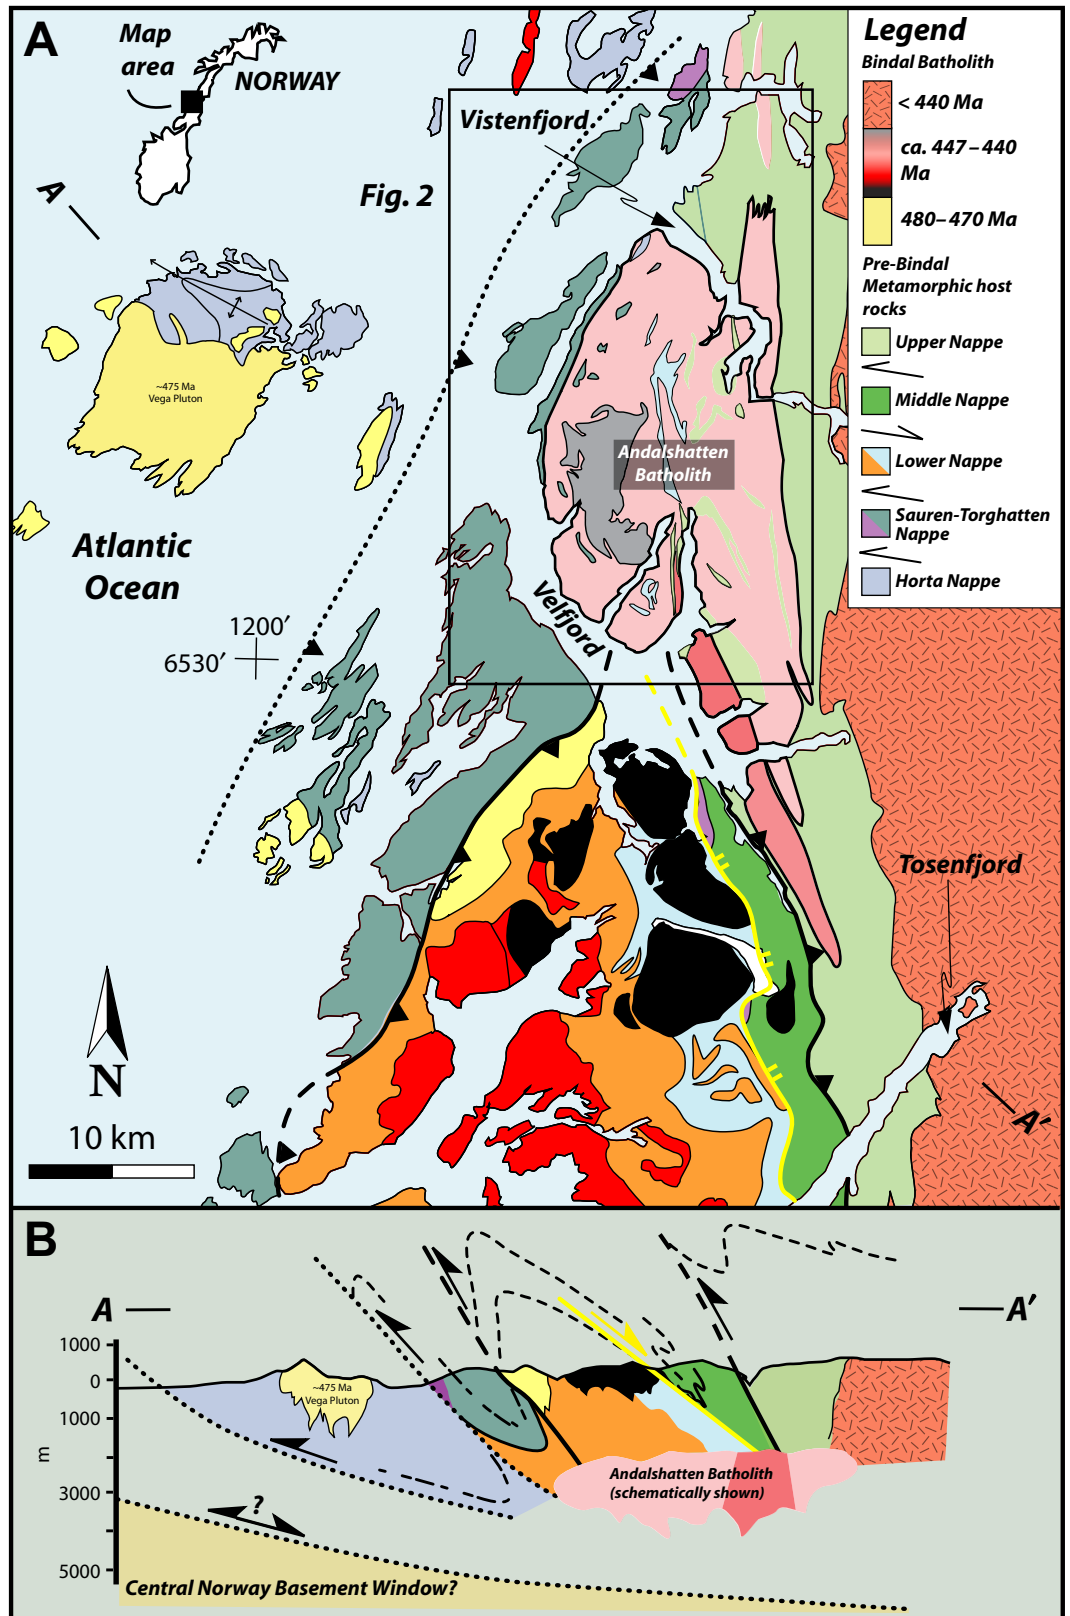 A
Map
area
NORWAY
A
Vistenfjord
Fig. 2
~475 Ma
Vega Pluton
Andalshatten
Batholith
Atlantic
Ocean
Velfjord
1200′
6530′
Tosenfjord
N
10 km
A′
Legend
Bindal Batholith
< 440 Ma
ca. 447–440
Ma
480–470 Ma
Pre-Bindal
Metamorphic host
rocks
Upper Nappe
Middle Nappe
Lower Nappe
Sauren-Torghatten
Nappe
Horta Nappe
B
A
A′
1000
0
1000
m
3000
5000
~475 Ma
Vega Pluton
Andalshatten Batholith
(schematically shown)
?
Central Norway Basement Window?